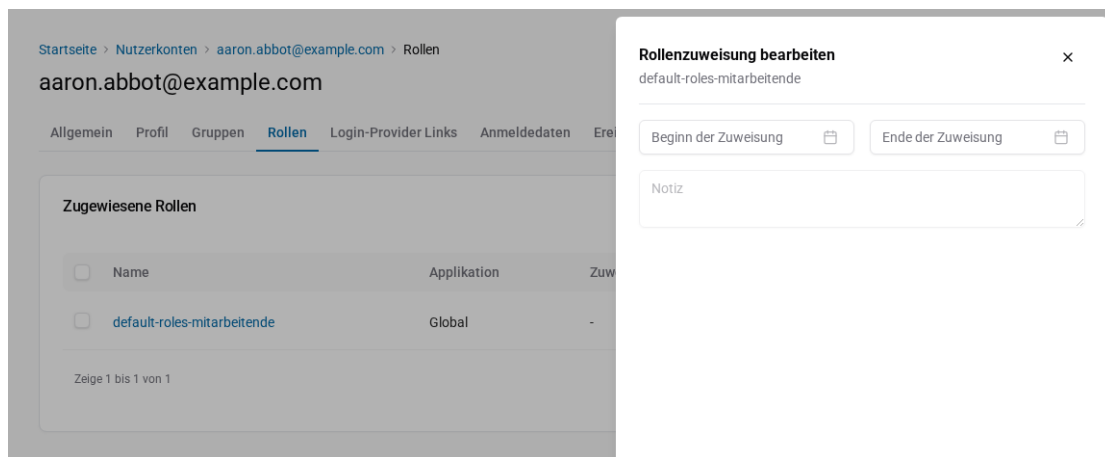 Startseite > Nutzerkonten > aaron.abbot@example.com > Rollen
aaron.abbot@example.com
Allgemein Profil Gruppen Rollen Login-Provider Links Anmeldedaten
Zugewiesene Rollen
Name Applikation
default-roles-mitarbeitende Global -
Zeige 1 bis 1 von 1
Rollenzuweisung bearbeiten
default-roles-mitarbeitende
Beginn der Zuweisung Ende der Zuweisung
Notiz